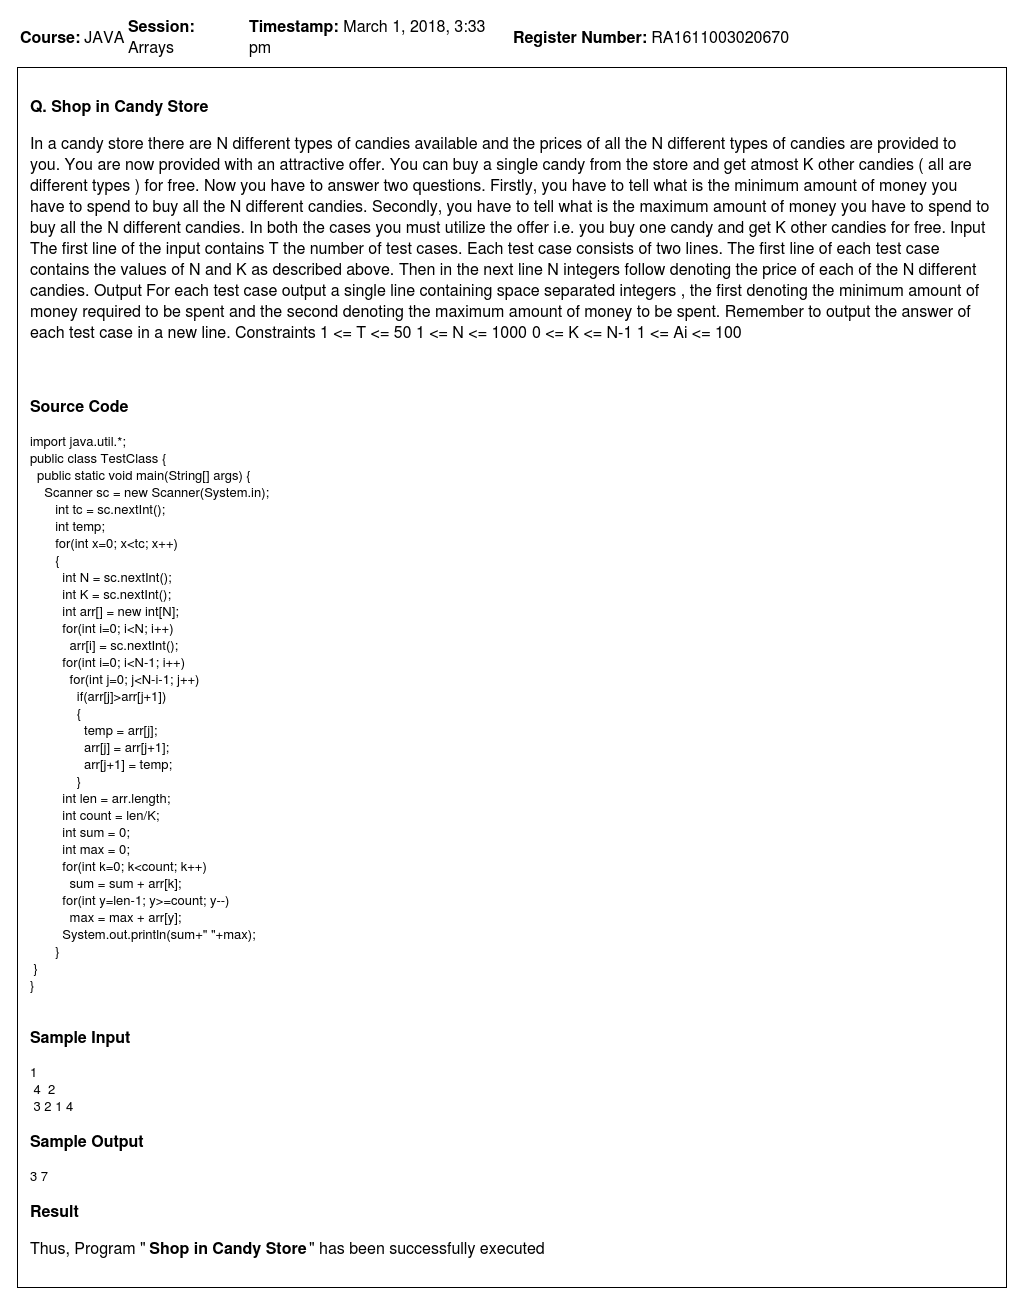 Course: JAVA Session: Arrays Timestamp: March 1, 2018, 3:33 pm Register Number: RA1611003020670
Q. Shop in Candy Store
In a candy store there are N different types of candies available and the prices of all the N different types of candies are provided to
you. You are now provided with an attractive offer. You can buy a single candy from the store and get atmost K other candies ( all are
different types ) for free. Now you have to answer two questions. Firstly, you have to tell what is the minimum amount of money you
have to spend to buy all the N different candies. Secondly, you have to tell what is the maximum amount of money you have to spend to
buy all the N different candies. In both the cases you must utilize the offer i.e. you buy one candy and get K other candies for free. Input
The first line of the input contains T the number of test cases. Each test case consists of two lines. The first line of each test case
contains the values of N and K as described above. Then in the next line N integers follow denoting the price of each of the N different
candies. Output For each test case output a single line containing space separated integers , the first denoting the minimum amount of
money required to be spent and the second denoting the maximum amount of money to be spent. Remember to output the answer of
each test case in a new line. Constraints 1 <= T <= 50 1 <= N <= 1000 0 <= K <= N-1 1 <= Ai <= 100
Source Code
import java.util.*;
public class TestClass {
public static void main(String[] args) {
Scanner sc = new Scanner(System.in);
int tc = sc.nextInt();
int temp;
for(int x=0; x<tc; x++)
{
int N = sc.nextInt();
int K = sc.nextInt();
int arr[] = new int[N];
for(int i=0; i<N; i++)
arr[i] = sc.nextInt();
for(int i=0; i<N-1; i++)
for(int j=0; j<N-i-1; j++)
if(arr[j]>arr[j+1])
{
temp = arr[j];
arr[j] = arr[j+1];
arr[j+1] = temp;
}
int len = arr.length;
int count = len/K;
int sum = 0;
int max = 0;
for(int k=0; k<count; k++)
sum = sum + arr[k];
for(int y=len-1; y>=count; y--)
max = max + arr[y];
System.out.println(sum+" "+max);
}
}
}
Sample Input
1
4 2
3 2 1 4
Sample Output
3 7
Result
Thus, Program " Shop in Candy Store " has been successfully executed